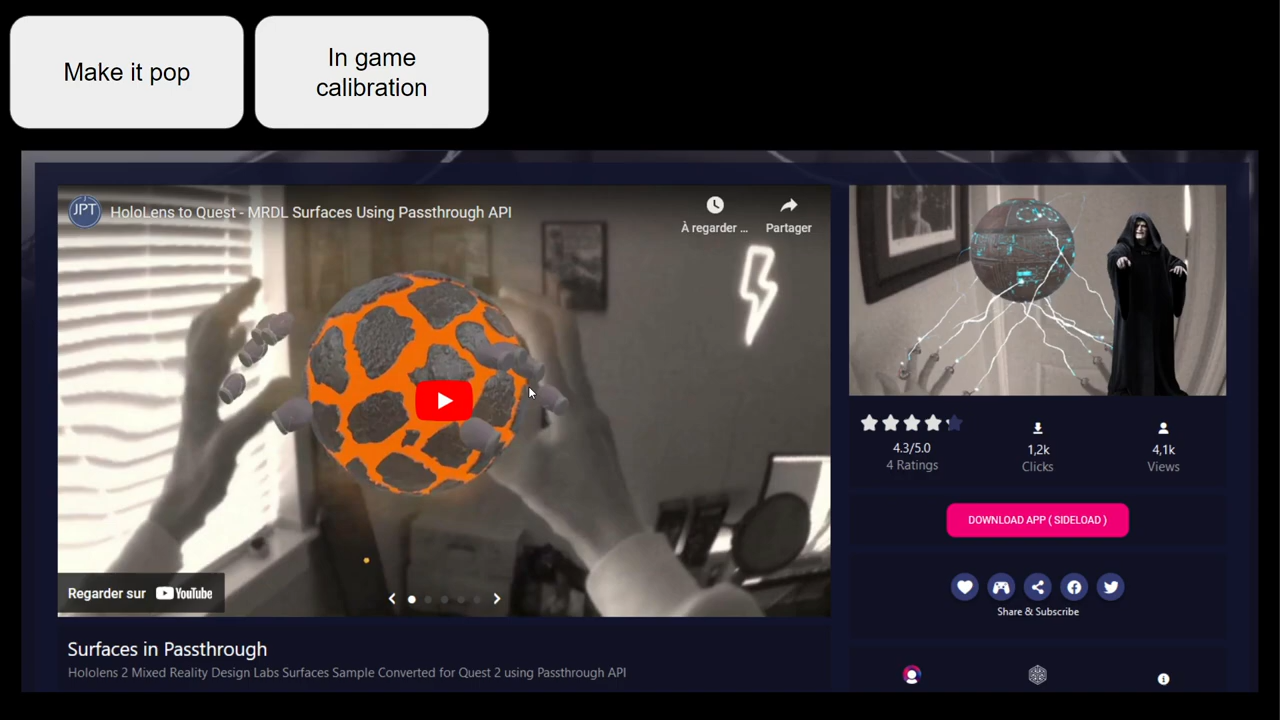 Make it pop
In game
calibration
JPT
HoloLens to Quest - MRDL Surfaces Using Passthrough API
À regarder ...
Partager
Regarder sur YouTube
Surfaces in Passthrough
Hololens 2 Mixed Reality Design Labs Surfaces Sample Converted for Quest 2 using Passthrough API
4.3/5.0
4 Ratings
1,2k
Clicks
4,1k
Views
DOWNLOAD APP ( SIDELOAD )
Share & Subscribe